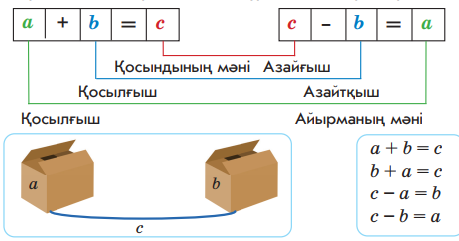 a + b = c
c – b = a
Қосындының мәні Азайғыш
Қосылғыш Азайтқыш
Қосылғыш Айырманың мәні
a
b
c
a + b = c
b + a = c
c – a = b
c – b = a